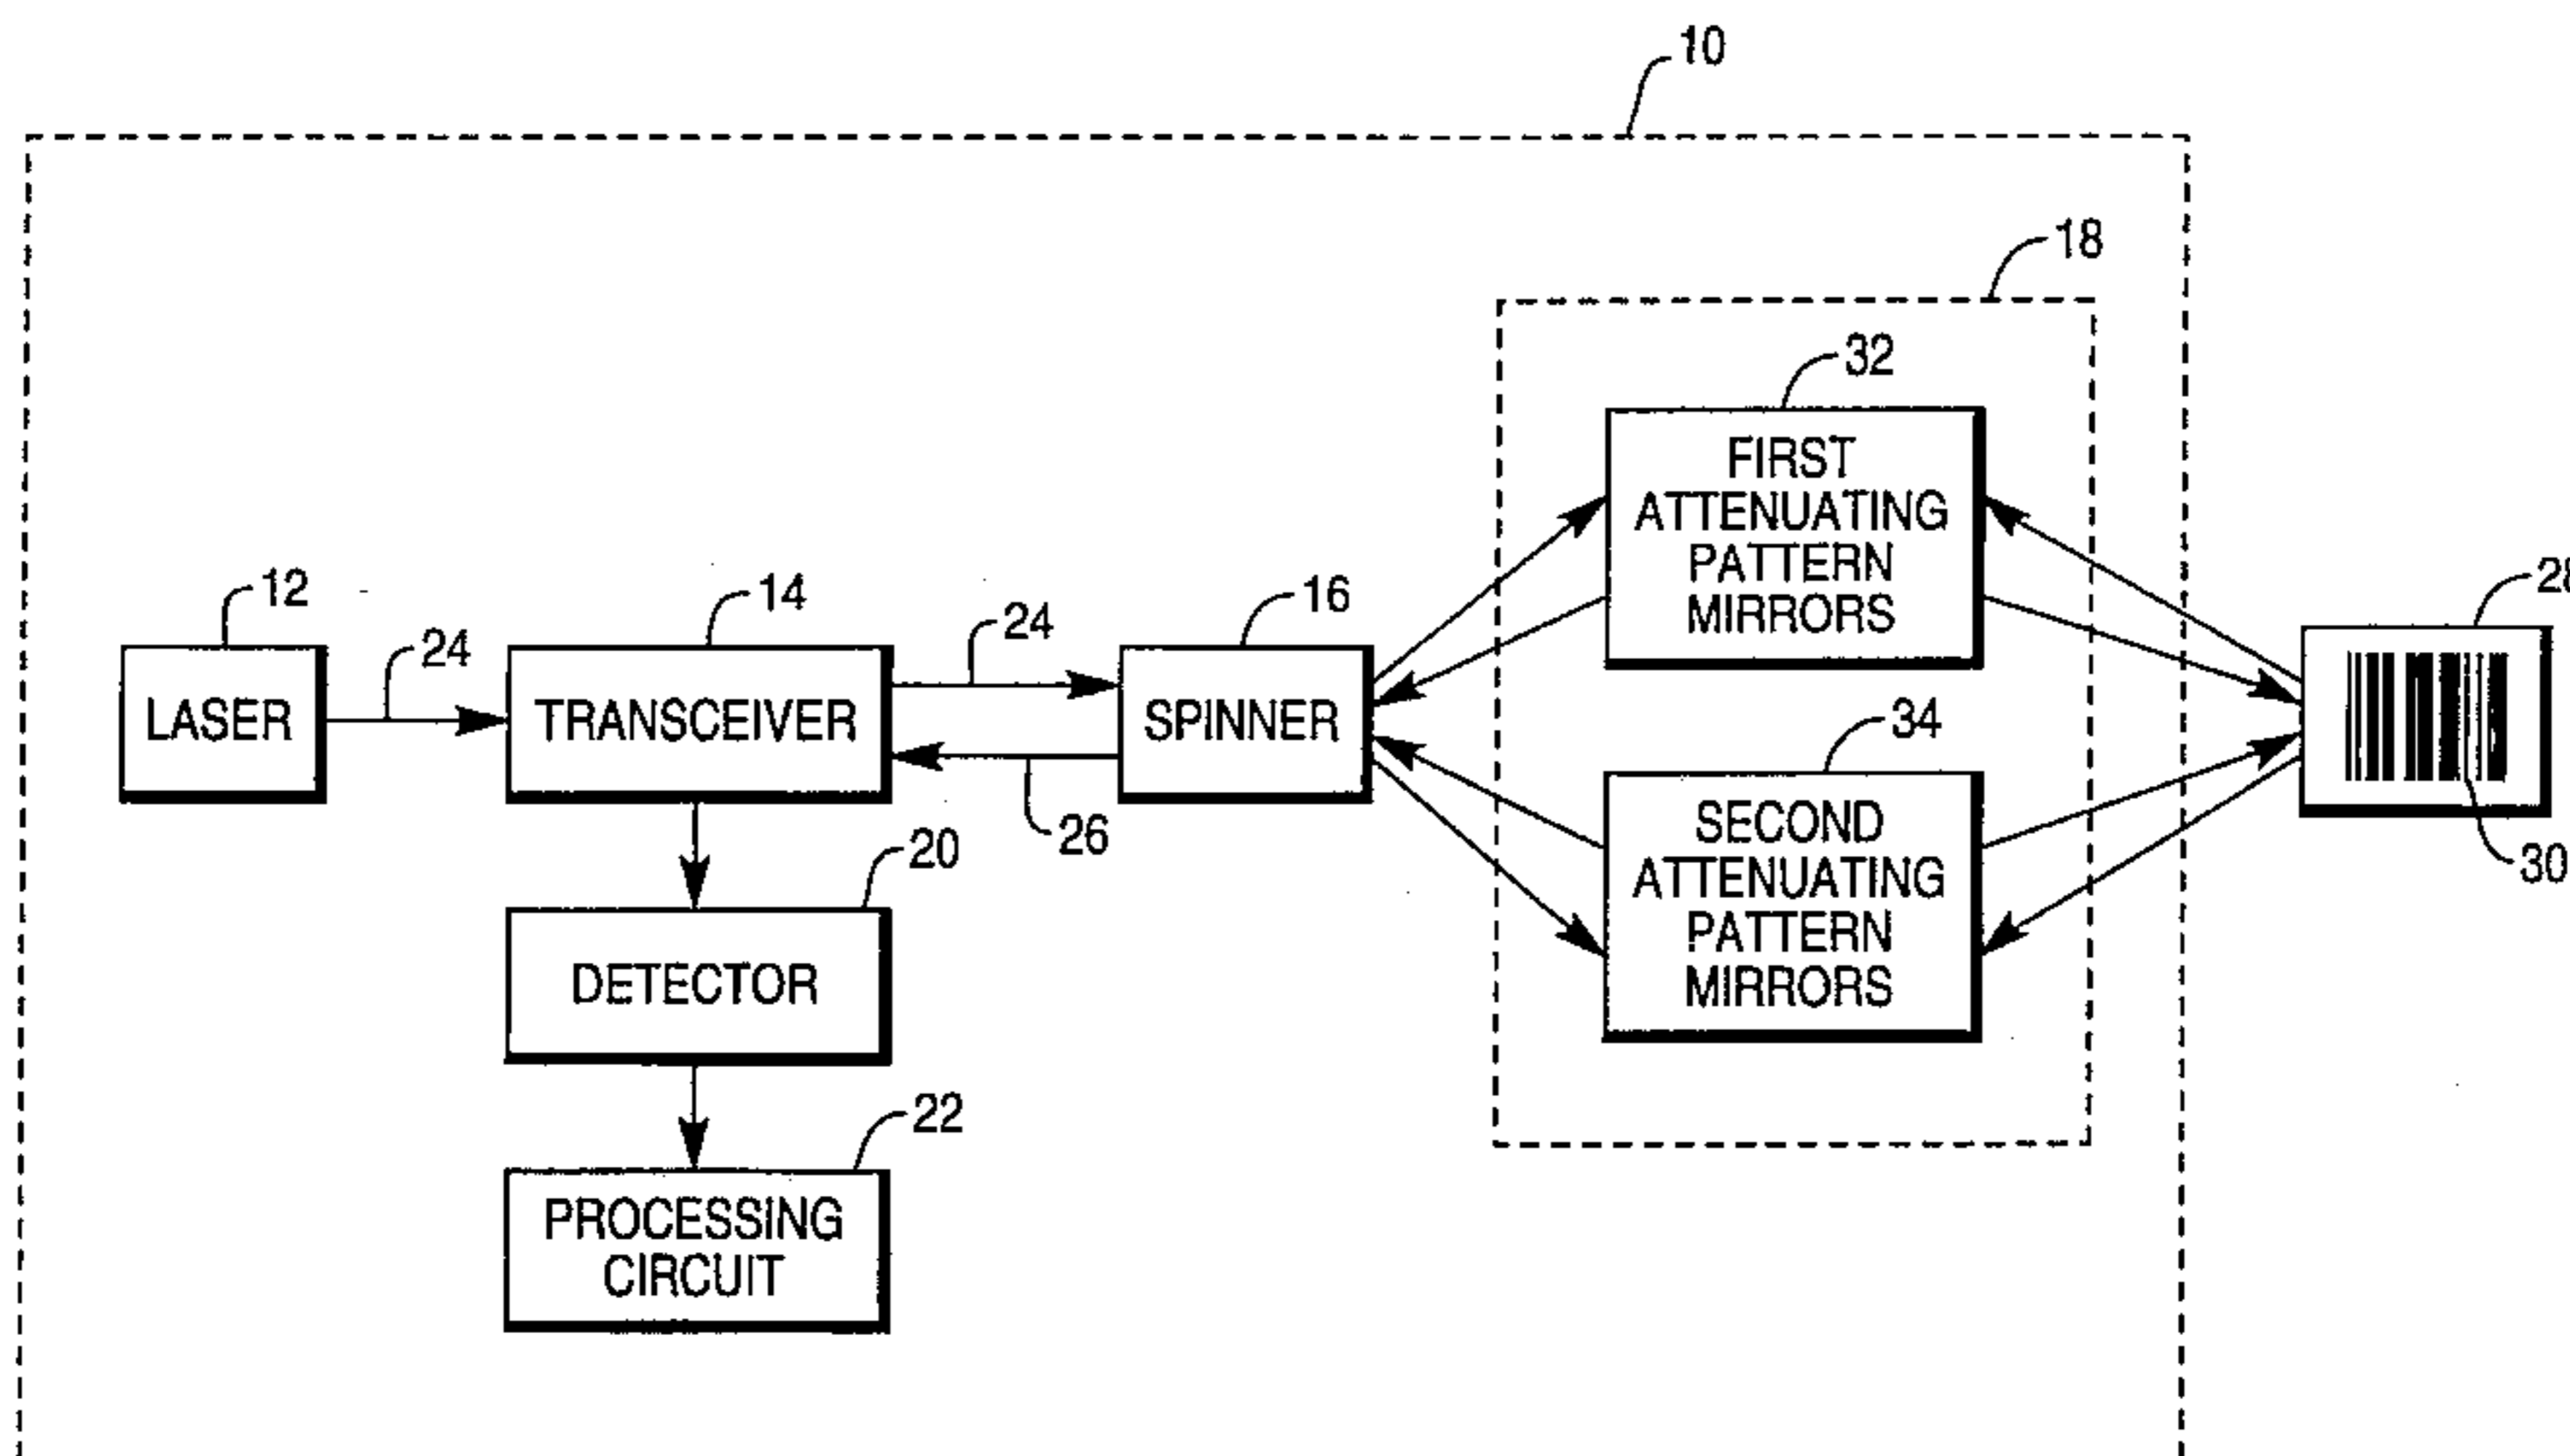 10
18
32
FIRST
ATTENUATING
PATTERN
MIRRORS
12
24
14
24
16
28
LASER
TRANSCEIVER
SPINNER
34
26
20
SECOND
ATTENUATING
PATTERN
MIRRORS
30
DETECTOR
22
PROCESSING
CIRCUIT